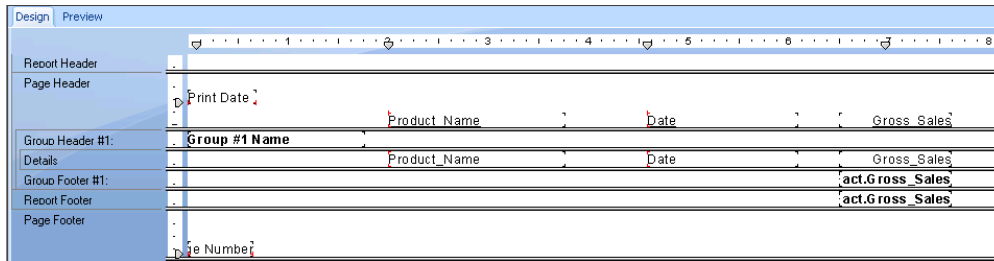 Design Preview
1 2 3 4 5 6 7 8
Report Header
Page Header
Print Date
Product_Name Date Gross_Sales
Group Header #1: Group #1 Name
Details Product_Name Date Gross_Sales
Group Footer #1: act.Gross_Sales
Report Footer act.Gross_Sales
Page Footer
ge Number